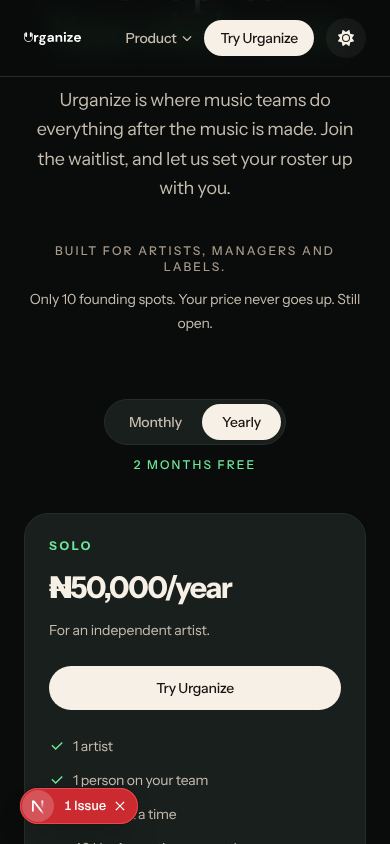 Urganize
Product
Try Urganize
Urganize is where music teams do
everything after the music is made. Join
the waitlist, and let us set your roster up
with you.
BUILT FOR ARTISTS, MANAGERS AND
LABELS.
Only 10 founding spots. Your price never goes up. Still
open.
Monthly
Yearly
2 MONTHS FREE
SOLO
₦50,000/year
For an independent artist.
Try Urganize
1 artist
1 person on your team
a time
N
1 Issue